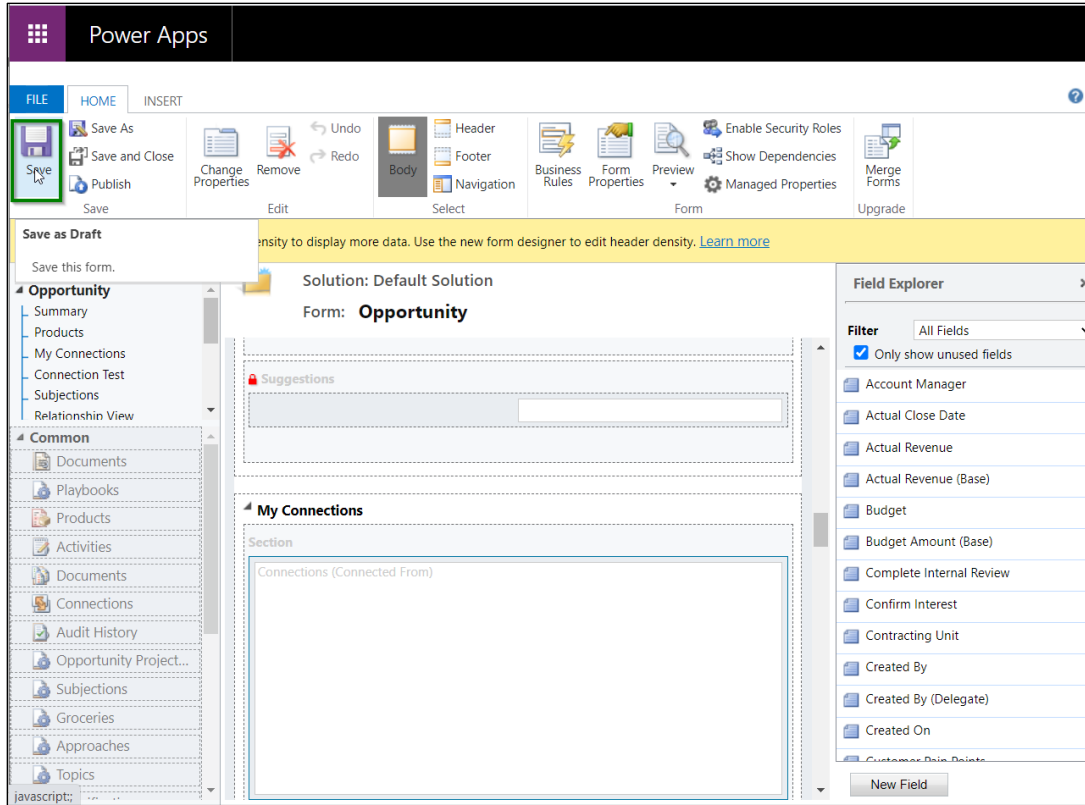 Power Apps
FILE HOME INSERT
Save
Save As
Save and Close
Publish
Save
Change Properties
Remove
Undo
Redo
Edit
Body
Header
Footer
Navigation
Select
Business Rules
Form Properties
Preview
Enable Security Roles
Show Dependencies
Managed Properties
Form
Merge Forms
Upgrade
Save as Draft
Save this form.
ensity to display more data. Use the new form designer to edit header density. Learn more
Opportunity
Summary
Products
My Connections
Connection Test
Subjections
Relationship View
Common
Documents
Playbooks
Products
Activities
Documents
Connections
Audit History
Opportunity Project...
Subjections
Groceries
Approaches
Topics
javascript:;
Solution: Default Solution
Form: Opportunity
Suggestions
My Connections
Section
Connections (Connected From)
Field Explorer
Filter All Fields
Only show unused fields
Account Manager
Actual Close Date
Actual Revenue
Actual Revenue (Base)
Budget
Budget Amount (Base)
Complete Internal Review
Confirm Interest
Contracting Unit
Created By
Created By (Delegate)
Created On
Customer Pain Points
New Field